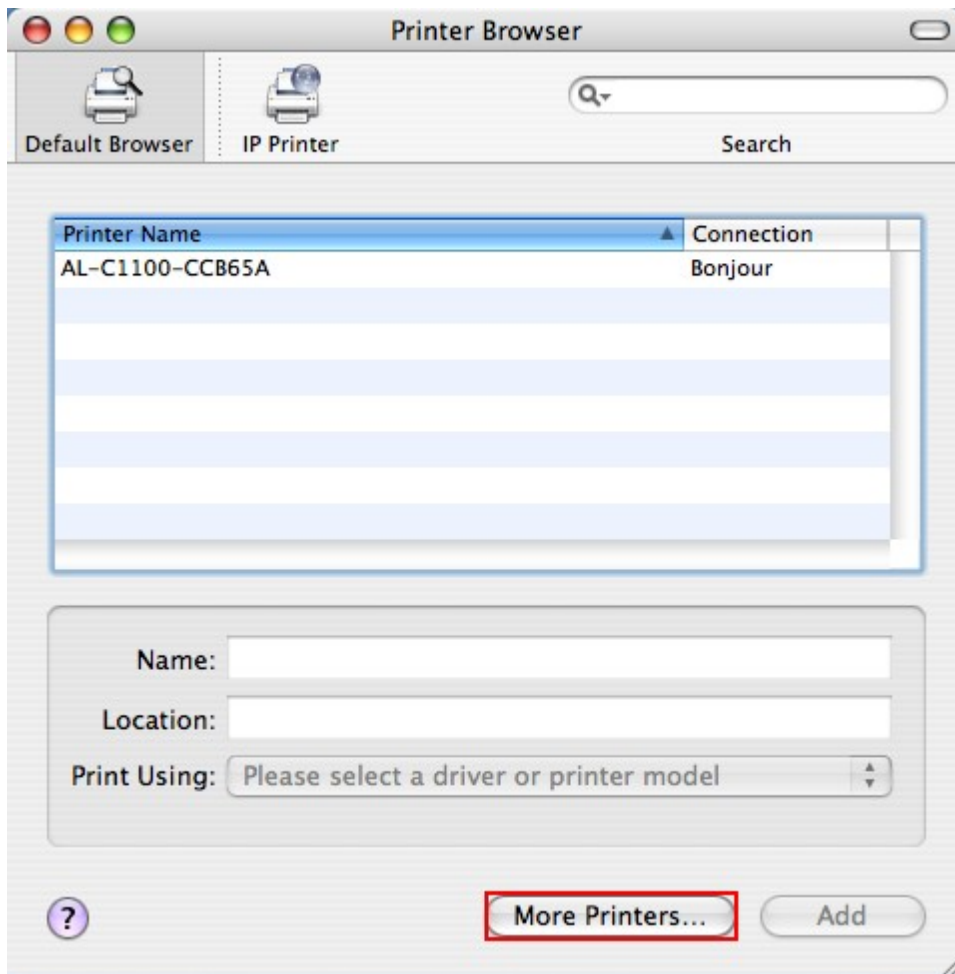 Printer Browser
Default Browser
IP Printer
Search
Printer Name Connection
AL-C1100-CCB65A Bonjour
Name:
Location:
Print Using: Please select a driver or printer model
? More Printers... Add